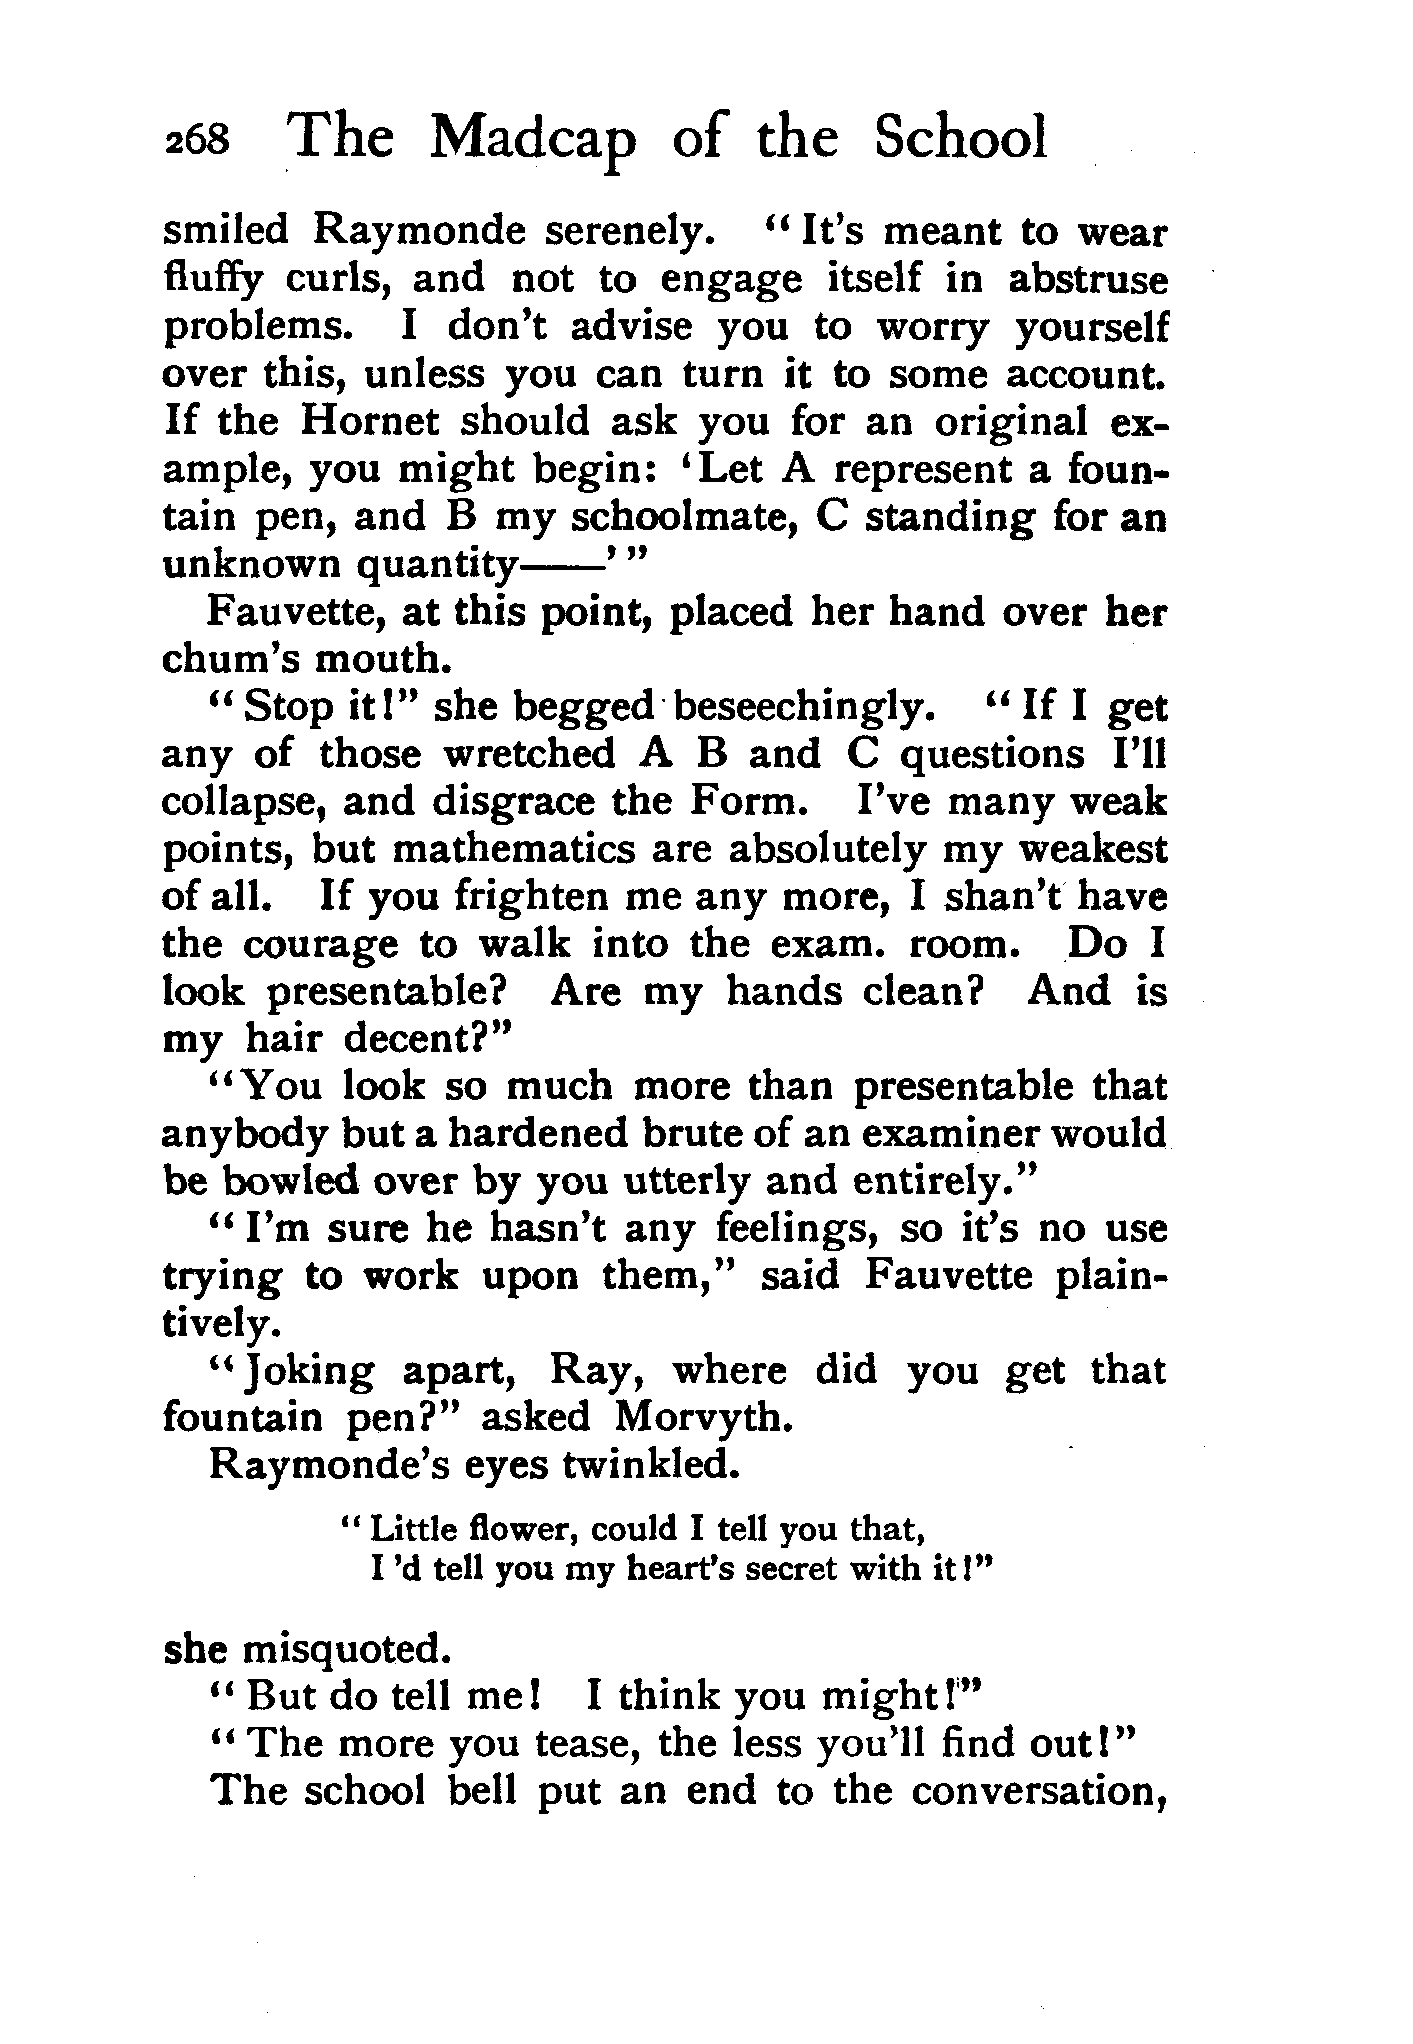 268 The Madcap of the School
smiled Raymonde serenely. "It's meant to wear
fluffy curls, and not to engage itself in abstruse
problems. I don't advise you to worry yourself
over this, unless you can turn it to some account.
If the Hornet should ask you for an original ex-
ample, you might begin: 'Let A represent a foun-
tain pen, and B my schoolmate, C standing for an
unknown quantity——'"
Fauvette, at this point, placed her hand over her
chum's mouth.
"Stop it!" she begged beseechingly. "If I get
any of those wretched A B and C questions I'll
collapse, and disgrace the Form. I've many weak
points, but mathematics are absolutely my weakest
of all. If you frighten me any more, I shan't have
the courage to walk into the exam. room. Do I
look presentable? Are my hands clean? And is
my hair decent?"
"You look so much more than presentable that
anybody but a hardened brute of an examiner would
be bowled over by you utterly and entirely."
"I'm sure he hasn't any feelings, so it's no use
trying to work upon them," said Fauvette plain-
tively.
"Joking apart, Ray, where did you get that
fountain pen?" asked Morvyth.
Raymonde's eyes twinkled.
"Little flower, could I tell you that,
I'd tell you my heart's secret with it!"
she misquoted.
"But do tell me! I think you might!"
"The more you tease, the less you'll find out!"
The school bell put an end to the conversation,